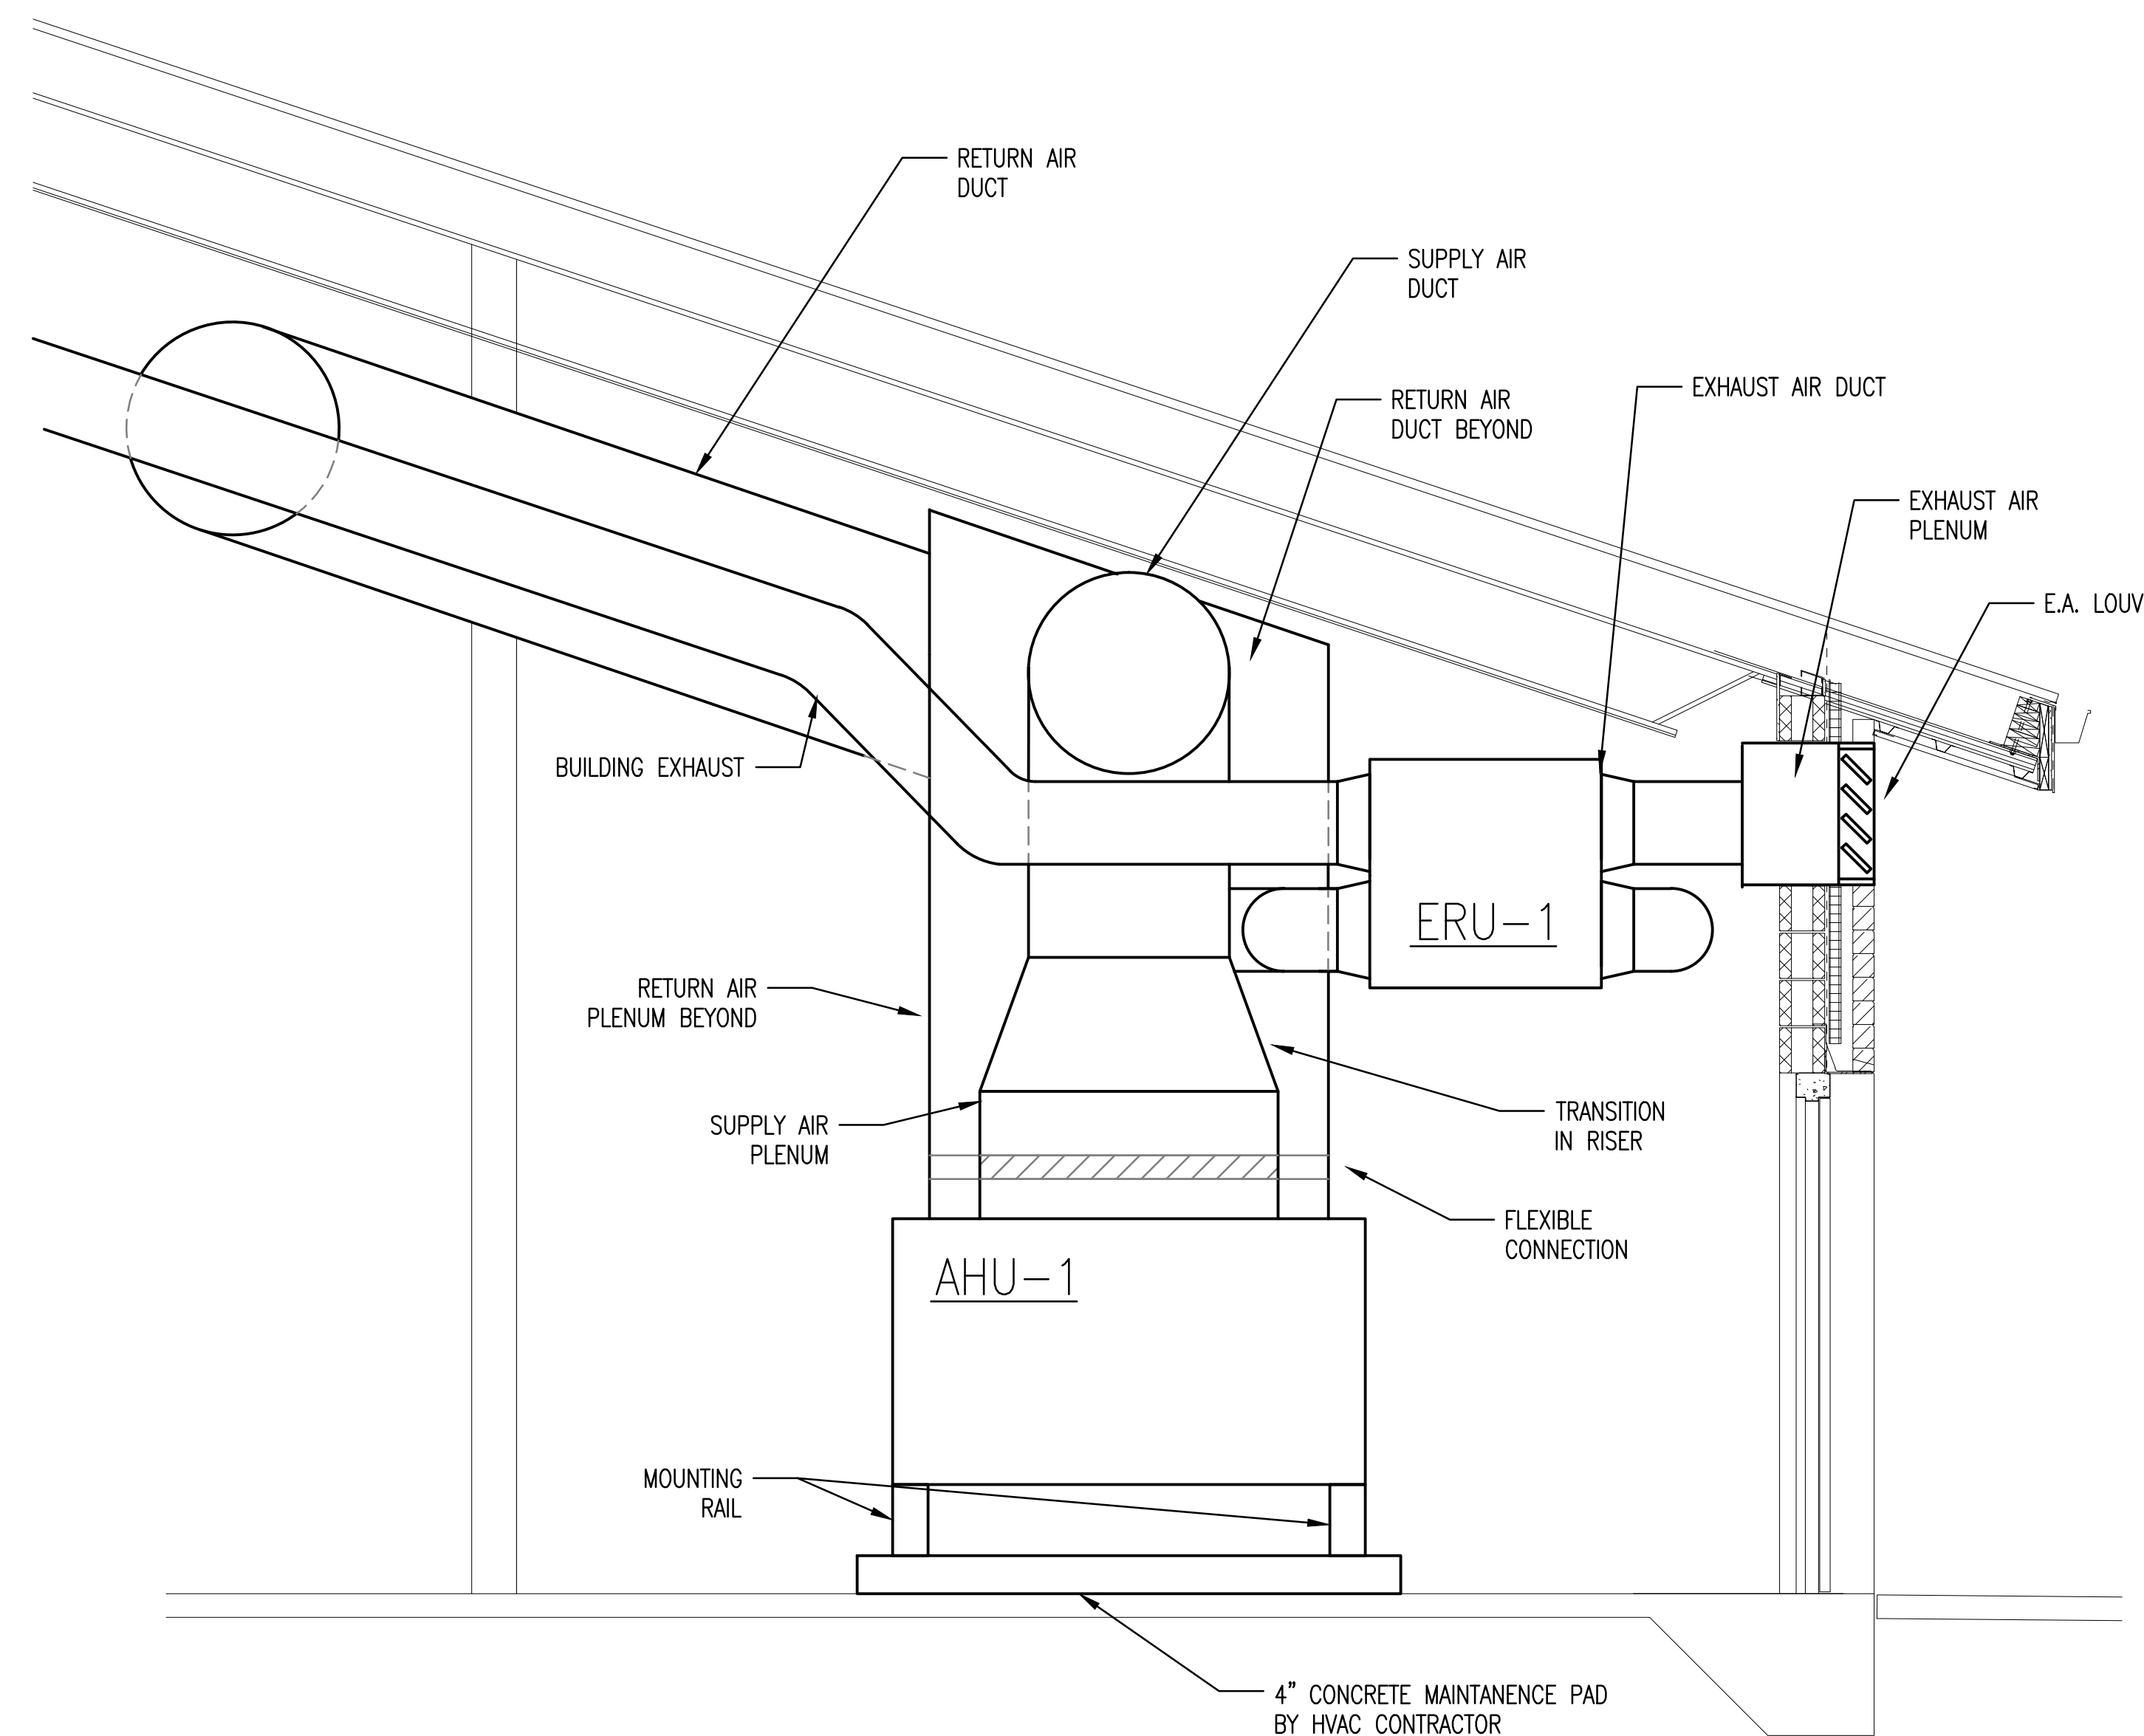 RETURN AIR
DUCT
SUPPLY AIR
DUCT
EXHAUST AIR DUCT
RETURN AIR
DUCT BEYOND
EXHAUST AIR
PLENUM
E.A. LOUV
BUILDING EXHAUST
ERU-1
RETURN AIR
PLENUM BEYOND
SUPPLY AIR
PLENUM
TRANSITION
IN RISER
FLEXIBLE
CONNECTION
AHU-1
MOUNTING
RAIL
4" CONCRETE MAINTANENCE PAD
BY HVAC CONTRACTOR